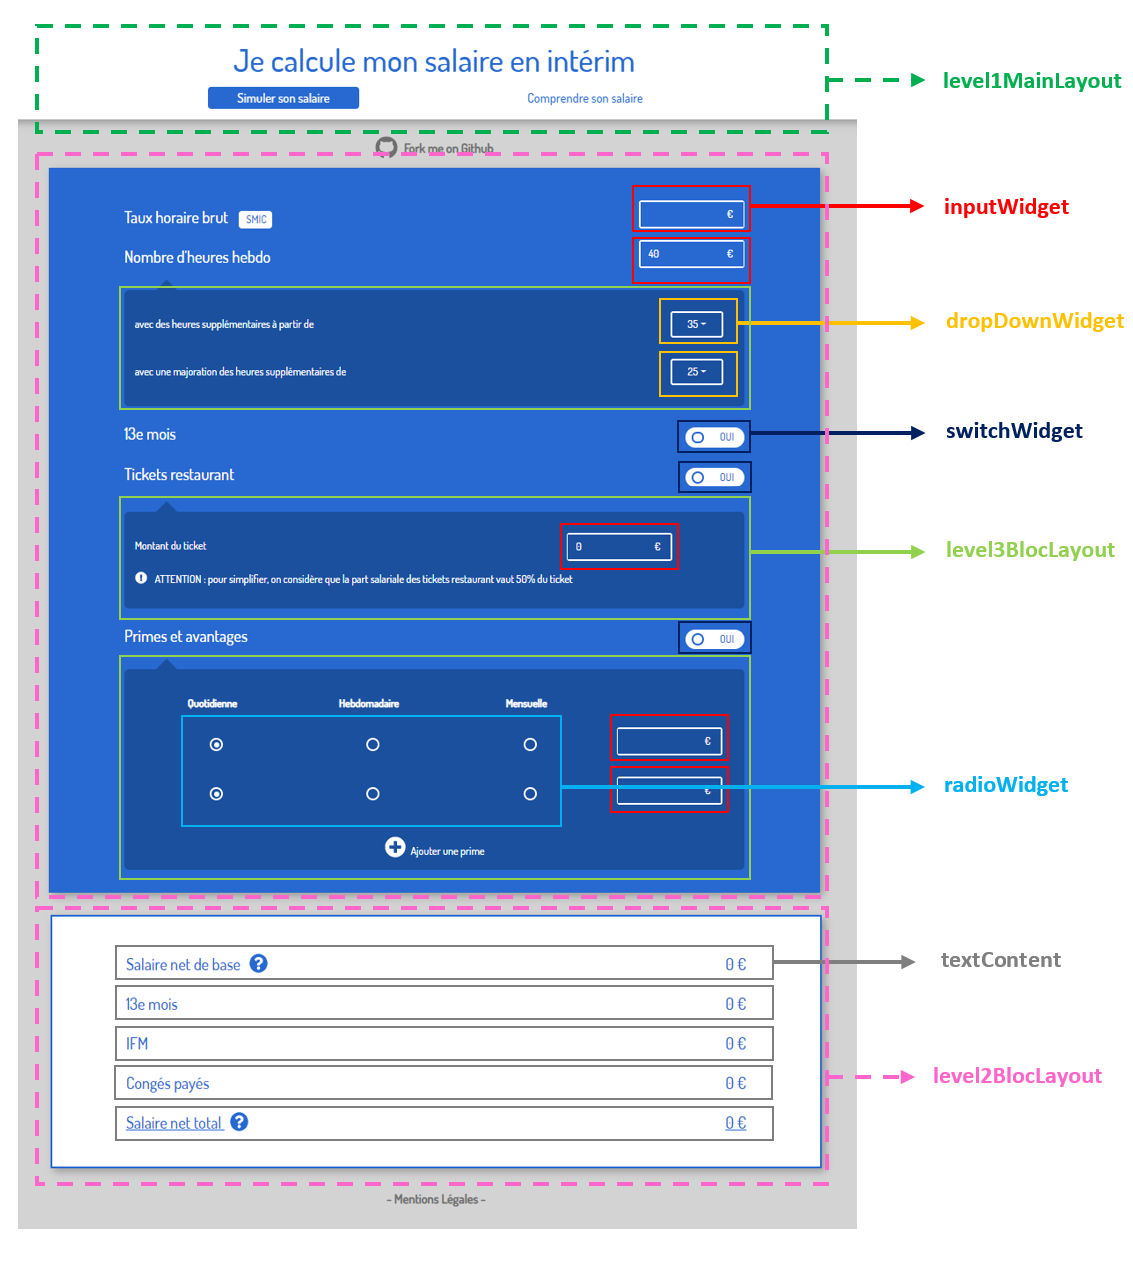 Je calcule mon salaire en intérim
level1MainLayout
Simuler son salaire
Comprendre son salaire
Fork me on Github
Taux horaire brut SMIC €
inputWidget
Nombre d'heures hebdo 40 €
avec des heures supplémentaires à partir de 35
dropDownWidget
avec une majoration des heures supplémentaires de 25
13e mois OUI
switchWidget
Tickets restaurant OUI
Montant du ticket 0 €
level3BlocLayout
! ATTENTION : pour simplifier, on considère que la part salariale des tickets restaurant vaut 50% du ticket
Primes et avantages OUI
Quotidienne Hebdomadaire Mensuelle
€
radioWidget
€
Ajouter une prime
Salaire net de base ? 0 €
textContent
13e mois 0 €
IFM 0 €
Congés payés 0 €
level2BlocLayout
Salaire net total ? 0 €
- Mentions Légales -